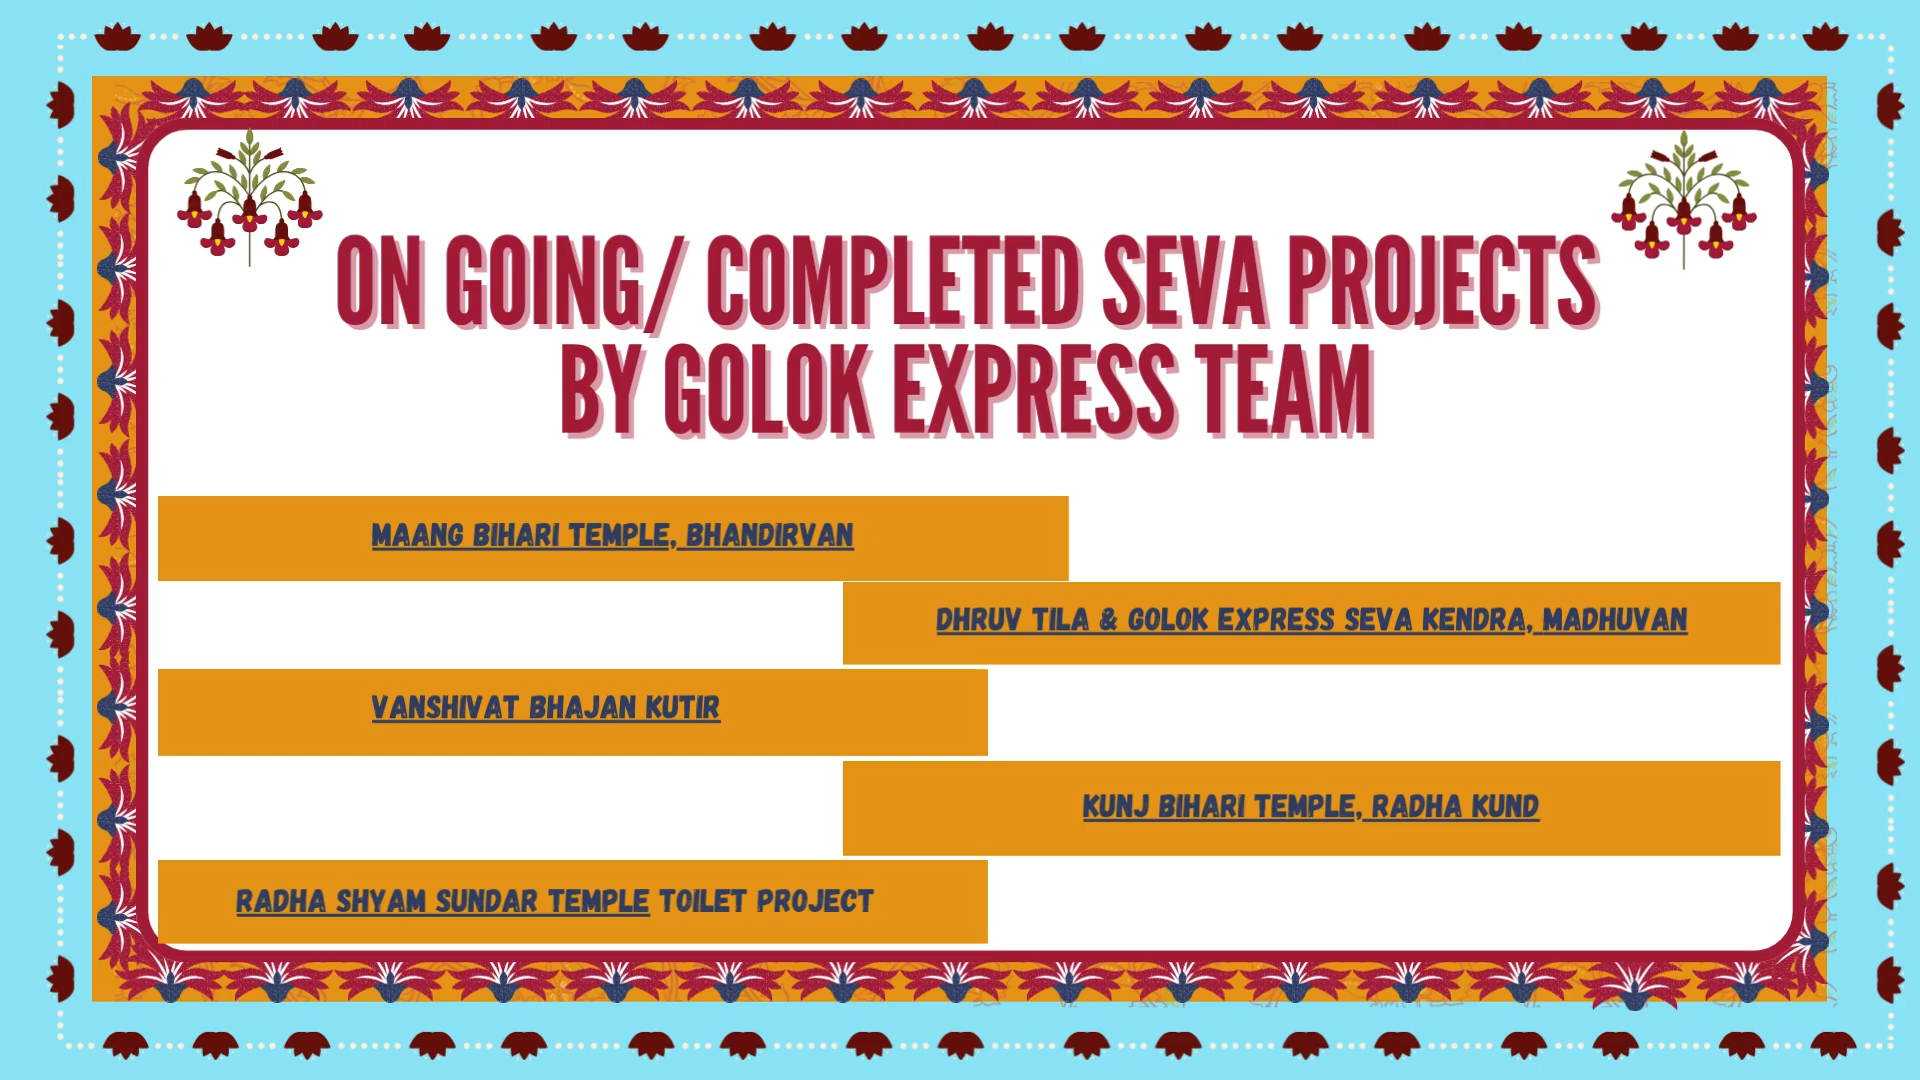 ON GOING/ COMPLETED SEVA PROJECTS
BY GOLOK EXPRESS TEAM
MAANG BIHARI TEMPLE, BHANDIRVAN
DHRUV TILA & GOLOK EXPRESS SEVA KENDRA, MADHUVAN
VANSHIVAT BHAJAN KUTIR
KUNJ BIHARI TEMPLE, RADHA KUND
RADHA SHYAM SUNDAR TEMPLE TOILET PROJECT